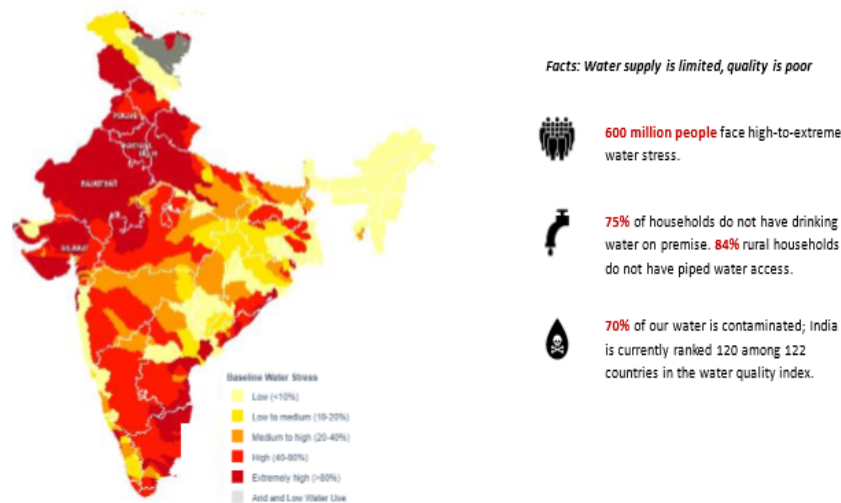 Facts: Water supply is limited, quality is poor
600 million people face high-to-extreme
water stress.
75% of households do not have drinking
water on premise. 84% rural households
do not have piped water access.
70% of our water is contaminated; India
is currently ranked 120 among 122
countries in the water quality index.
PUNJAB
RAJASTHAN
GUJARAT
Baseline Water Stress
Low (<10%)
Low to medium (10-20%)
Medium to high (20-40%)
High (40-80%)
Extremely high (>80%)
Arid and Low Water Use